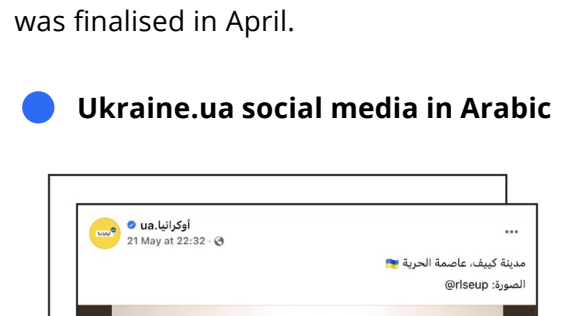 was finalised in April.
Ukraine.ua social media in Arabic
أوكرانيا.ua
21 May at 22:32 ·
مدينة كييف، عاصمة الحرية 🇺🇦
الصورة: @rlseup